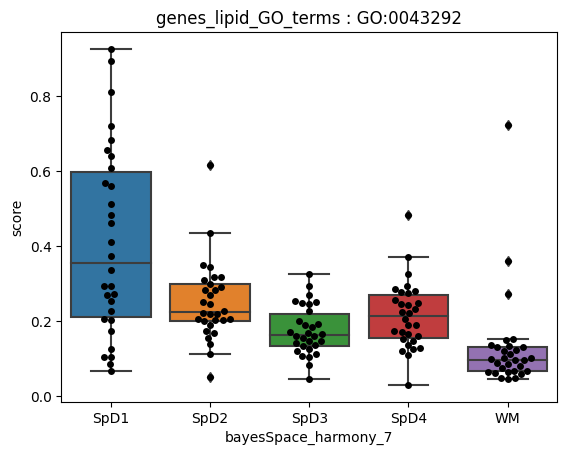 genes_lipid_GO_terms : GO:0043292
score
0.8
0.6
0.4
0.2
0.0
SpD1 SpD2 SpD3 SpD4 WM
bayesSpace_harmony_7